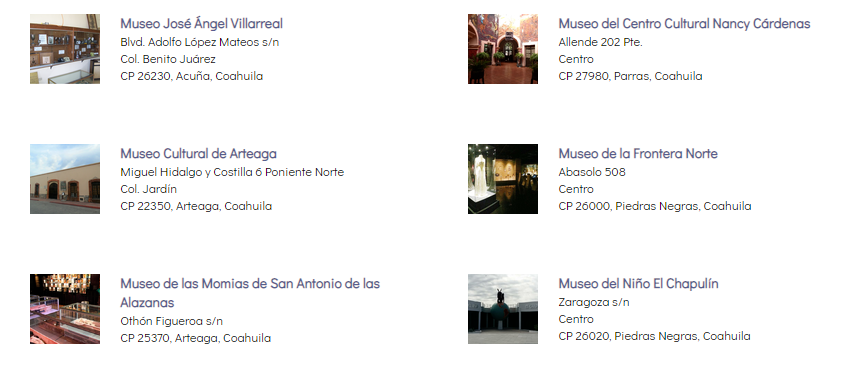 Museo José Ángel Villarreal
Blvd. Adolfo López Mateos s/n
Col. Benito Juárez
CP 26230, Acuña, Coahuila
Museo del Centro Cultural Nancy Cárdenas
Allende 202 Pte.
Centro
CP 27980, Parras, Coahuila
Museo Cultural de Arteaga
Miguel Hidalgo y Costilla 6 Poniente Norte
Col. Jardín
CP 22350, Arteaga, Coahuila
Museo de la Frontera Norte
Abasolo 508
Centro
CP 26000, Piedras Negras, Coahuila
Museo de las Momias de San Antonio de las
Alazanas
Othón Figueroa s/n
CP 25370, Arteaga, Coahuila
Museo del Niño El Chapulín
Zaragoza s/n
Centro
CP 26020, Piedras Negras, Coahuila